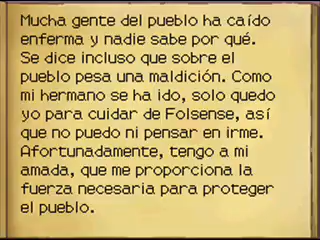 Mucha gente del pueblo ha caído
enferma y nadie sabe por qué.
Se dice incluso que sobre el
pueblo pesa una maldición. Como
mi hermano se ha ido, solo quedo
yo para cuidar de Folsense, así
que no puedo ni pensar en irme.
Afortunadamente, tengo a mi
amada, que me proporciona la
fuerza necesaria para proteger
el pueblo.